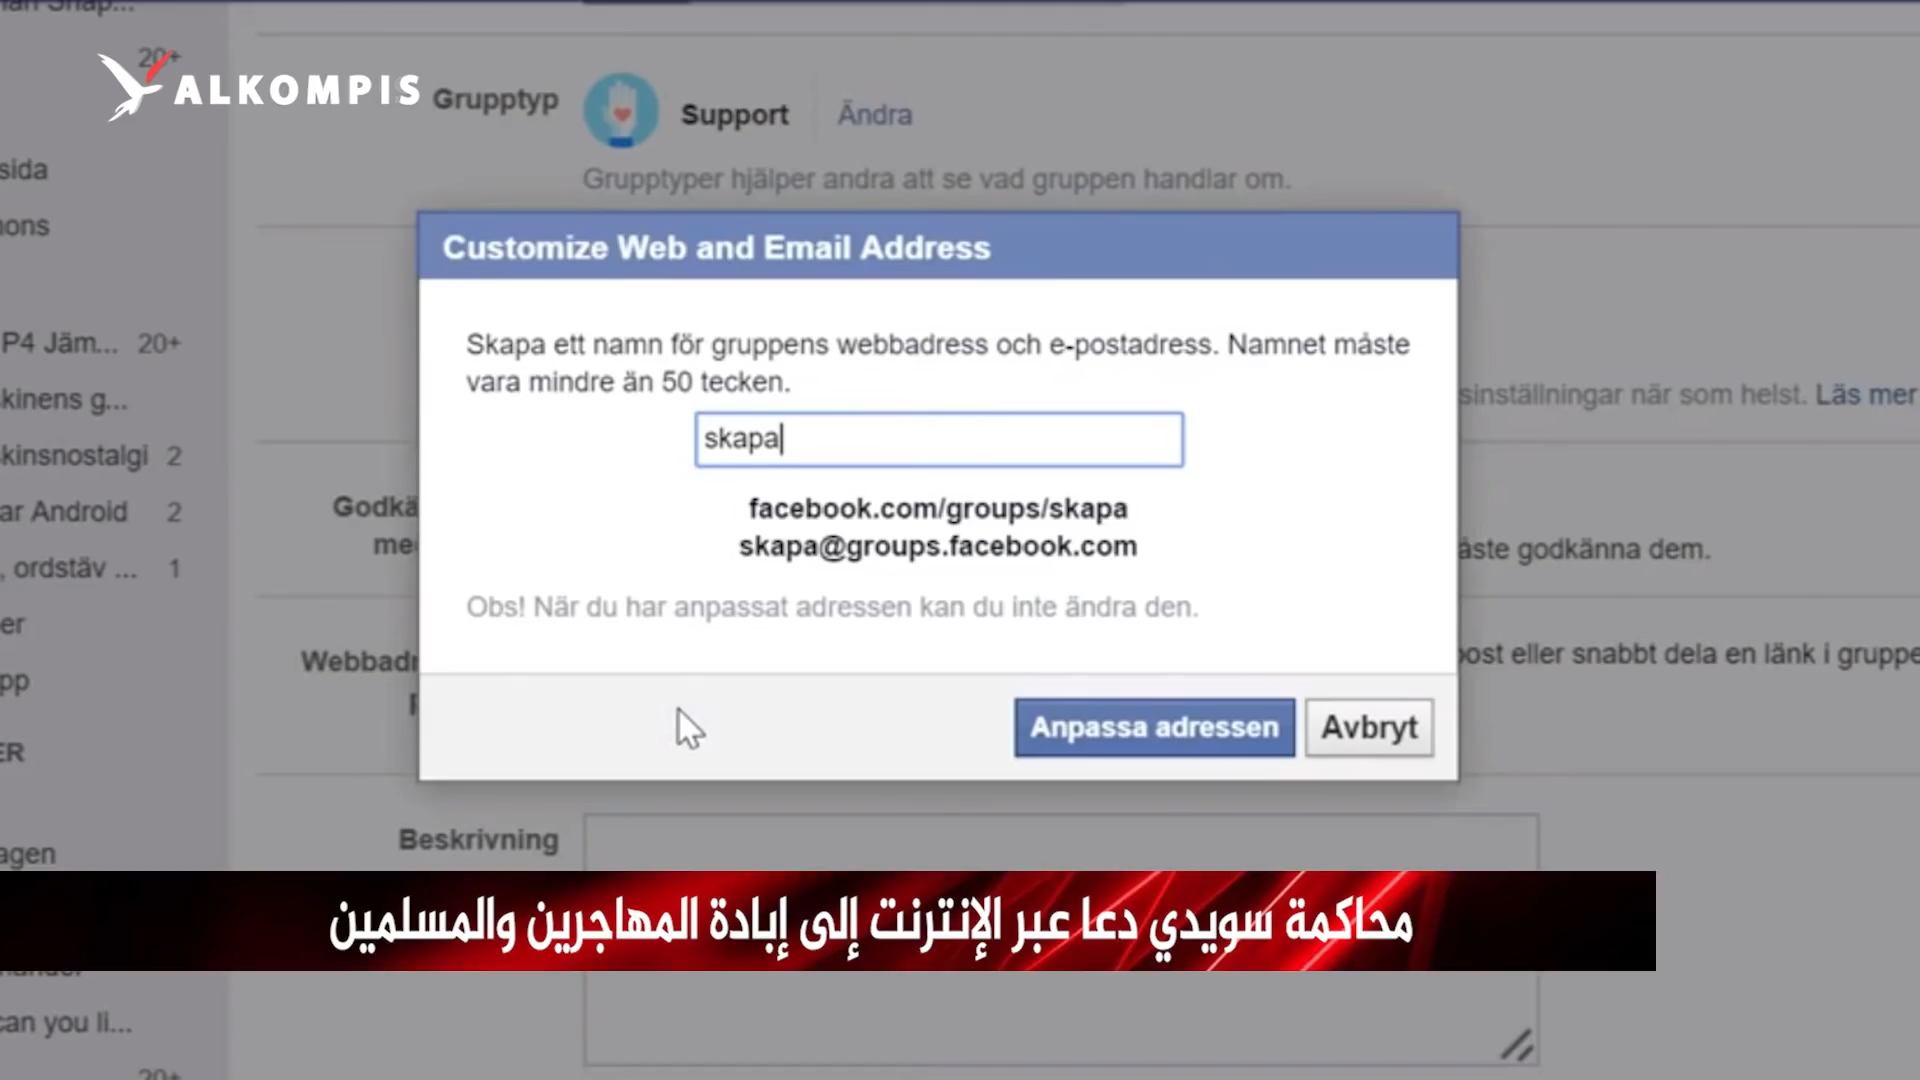 20+
ALKOMPIS
Grupptyp
Support
Ändra
Grupptyper hjälper andra att se vad gruppen handlar om.
sida
Customize Web and Email Address
Skapa ett namn för gruppens webbadress och e-postadress. Namnet måste
vara mindre än 50 tecken.
skapa
facebook.com/groups/skapa
skapa@groups.facebook.com
Obs! När du har anpassat adressen kan du inte ändra den.
Anpassa adressen
Avbryt
P4 Jäm... 20+
kinens g...
kinsnostalgi 2
ar Android 2
, ordstäv ... 1
er
pp
ER
agen
sinställningar när som helst. Läs mer
Godkä
me
åste godkänna dem.
Webbadr
post eller snabbt dela en länk i gruppe
Beskrivning
محاكمة سويدي دعا عبر الإنترنت إلى إبادة المهاجرين والمسلمين
can you li...